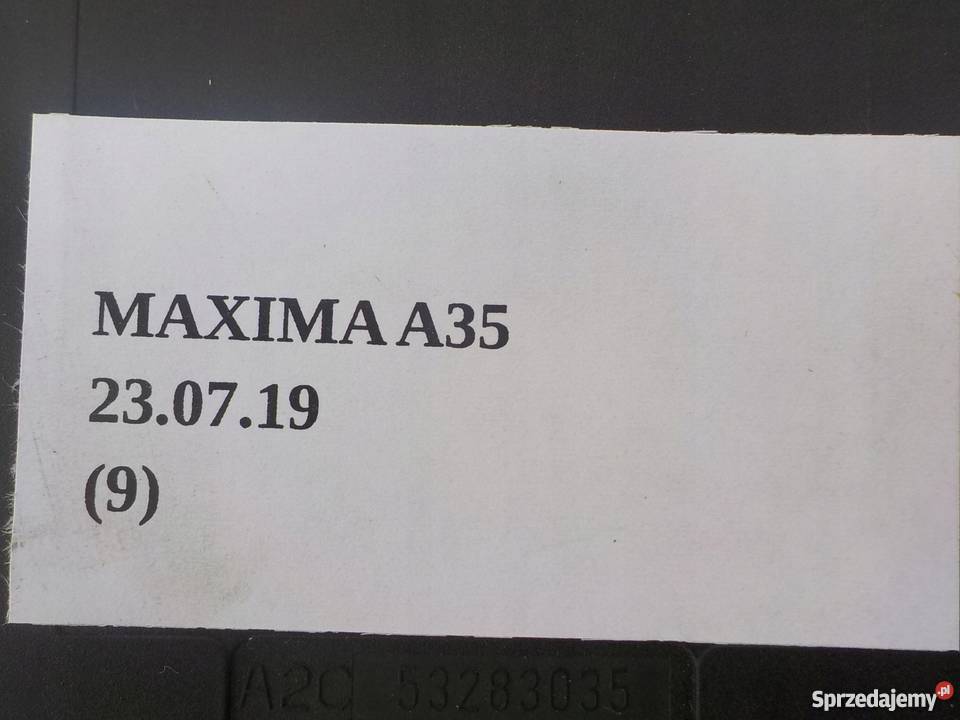 MAXIMA A35
23.07.19
(9)
A2C 53283035
Sprzedajemy.pl